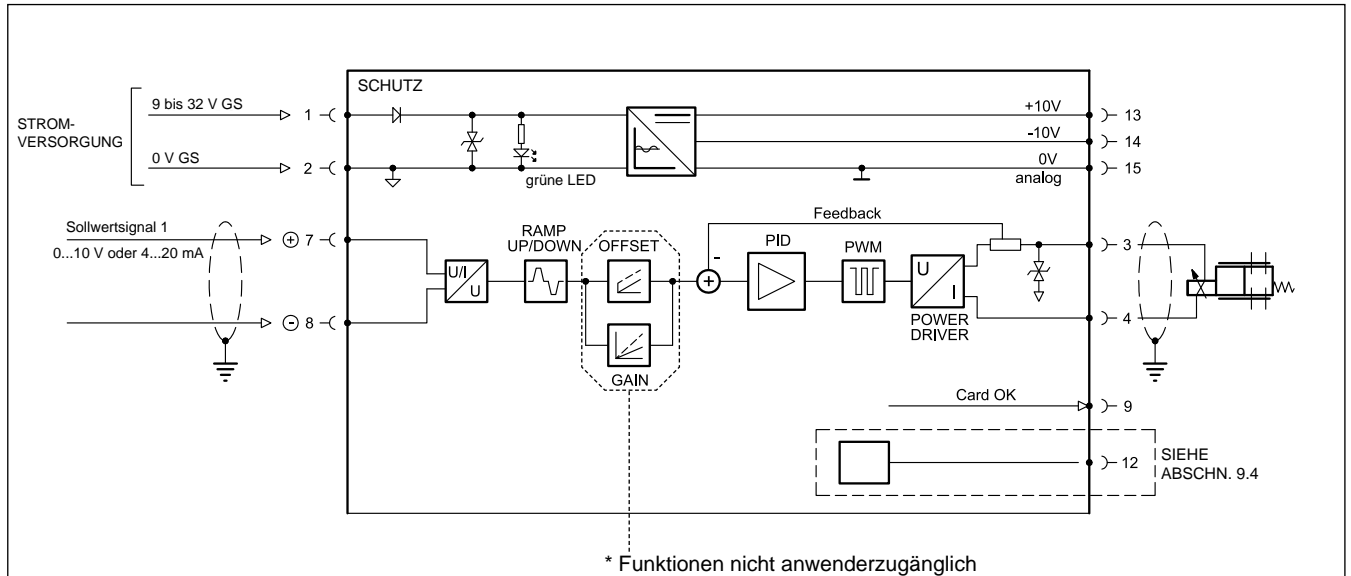 SCHUTZ
STROM-
VERSORGUNG
9 bis 32 V GS
1
0 V GS
2
grüne LED
+10V
13
-10V
14
0V
analog
15
Sollwertsignal 1
0...10 V oder 4...20 mA
+
7
-
8
U/I
U
RAMP
UP/DOWN
OFFSET
GAIN
Feedback
-
+
PID
PWM
U
I
POWER
DRIVER
3
4
Card OK
9
12
SIEHE
ABSCHN. 9.4
* Funktionen nicht anwenderzugänglich